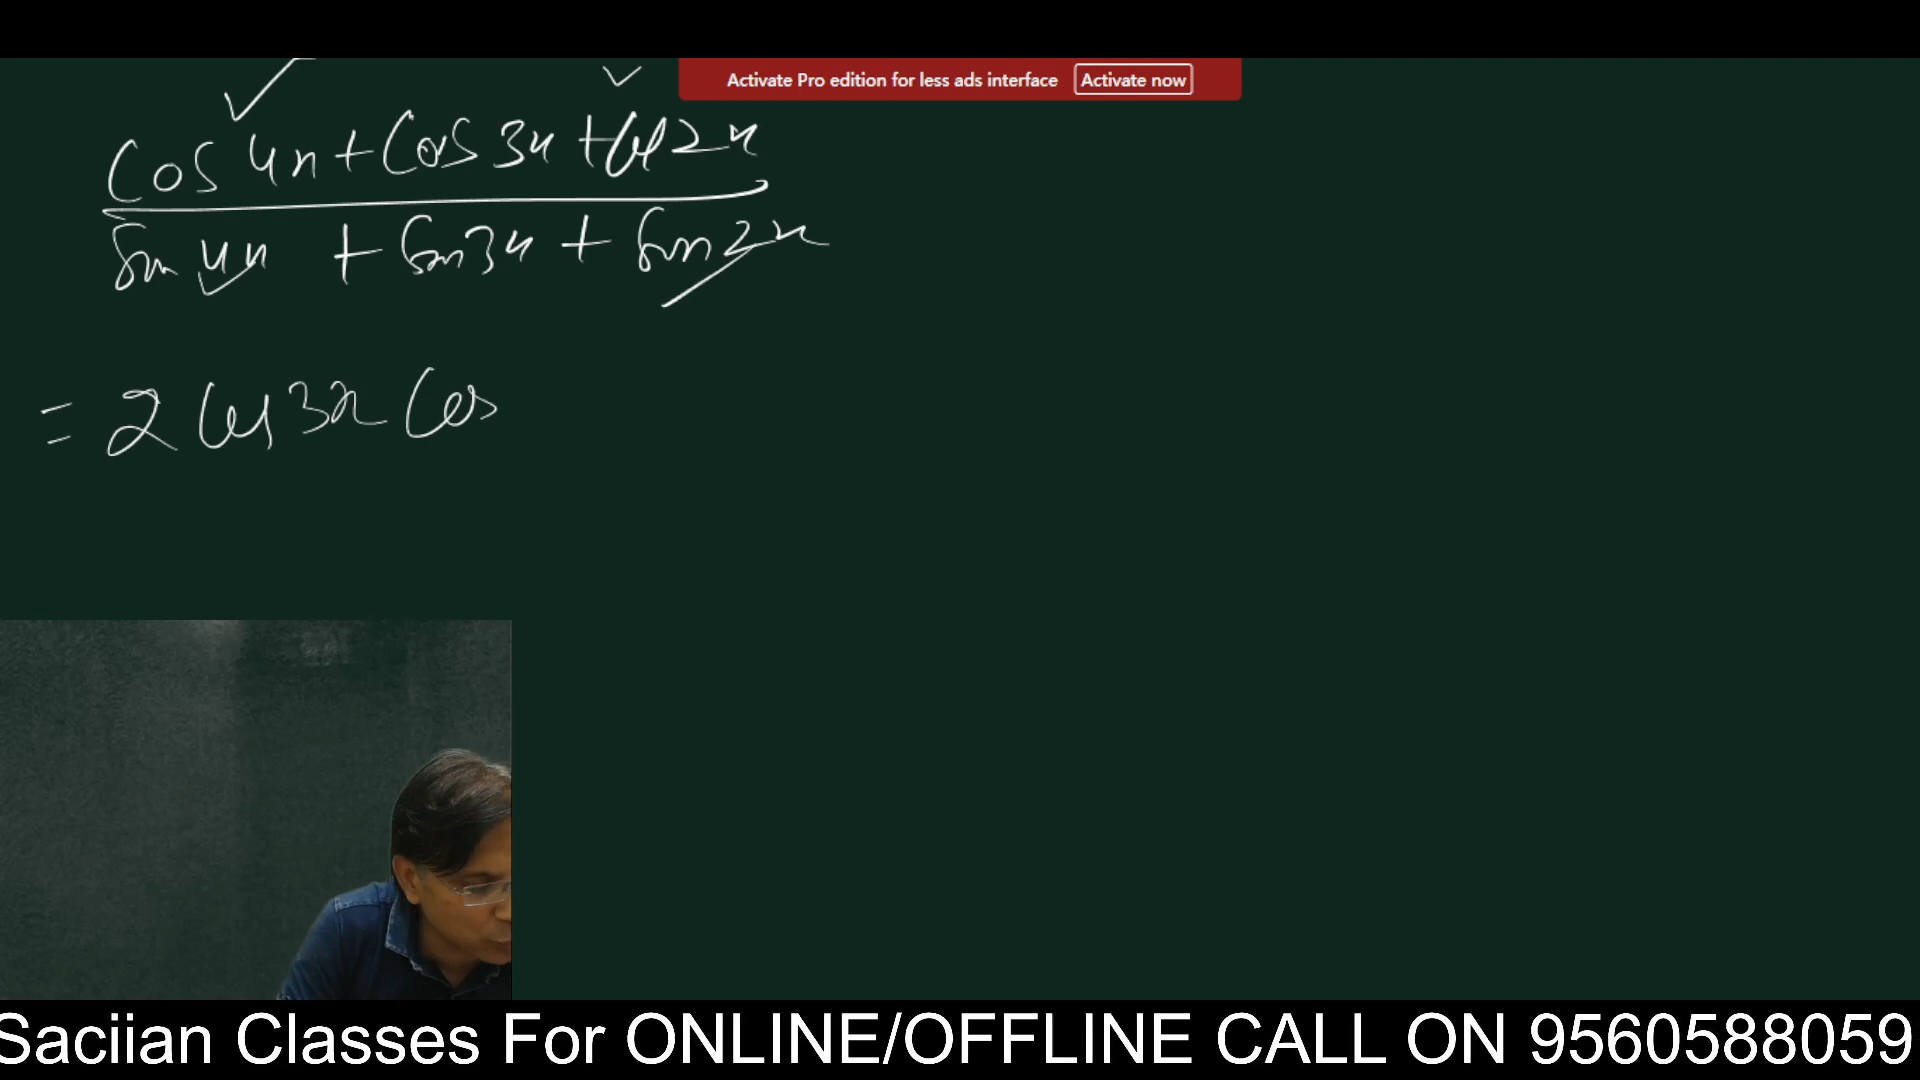 Activate Pro edition for less ads interface Activate now
Cos 4x + Cos 3x + Cos 2x
Sin 4x + Sin 3x + Sin 2x
= 2 Cos 3x Cos
Saciian Classes For ONLINE/OFFLINE CALL ON 9560588059